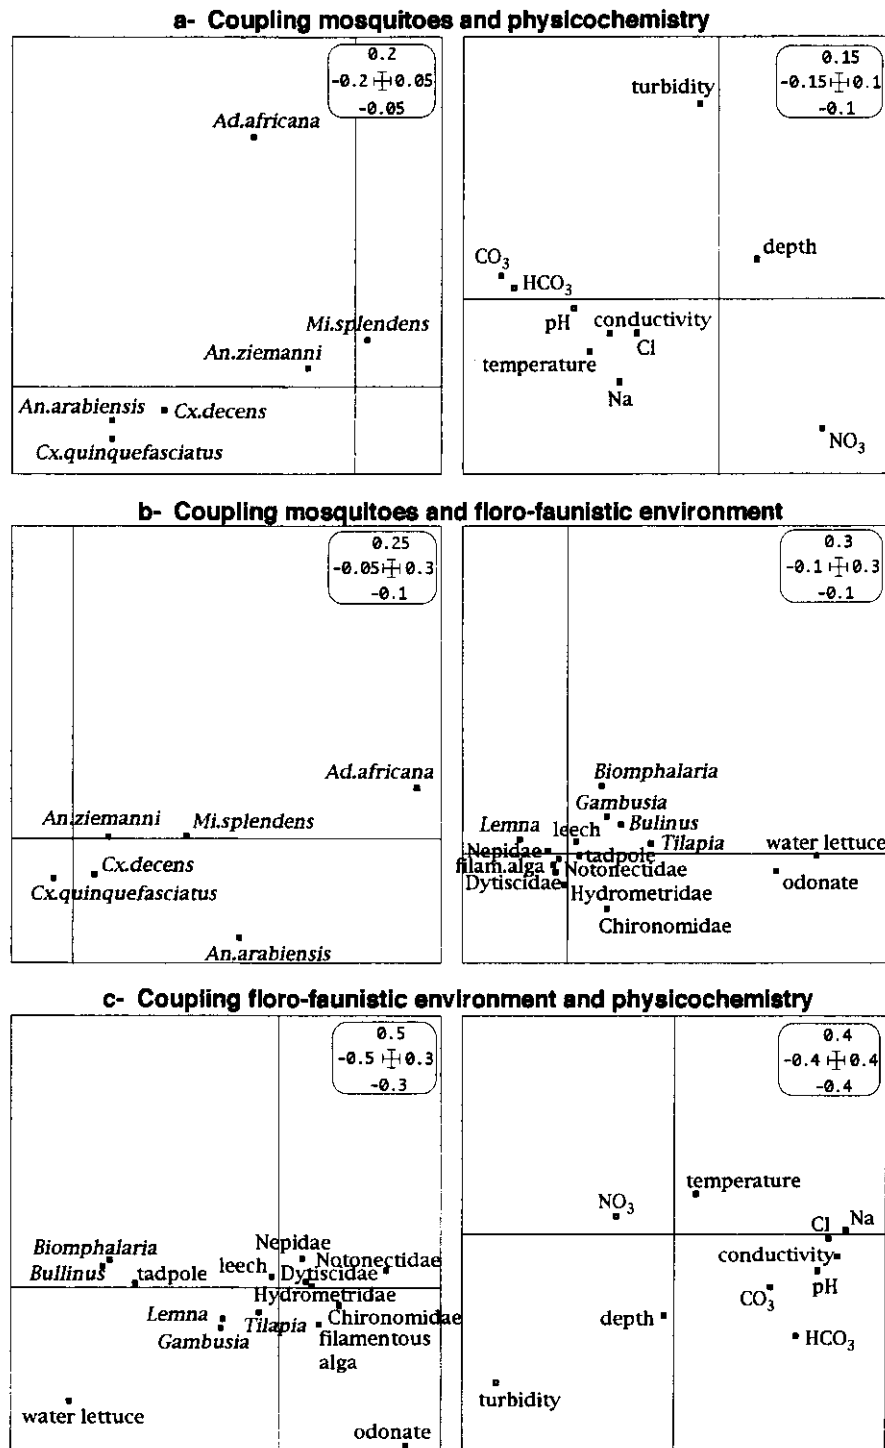 a- Coupling mosquitoes and physicochemistry
0.2
-0.2 0.05
-0.05
Ad.africana
Mi.splendens
An.ziemanni
An.arabiensis
Cx.decens
Cx.quinquefasciatus
0.15
-0.15 0.1
-0.1
turbidity
depth
CO3
HCO3
pH
conductivity
Cl
temperature
Na
NO3
b- Coupling mosquitoes and floro-faunistic environment
0.25
-0.05 0.3
-0.1
Ad.africana
An.ziemanni
Mi.splendens
Cx.decens
Cx.quinquefasciatus
An.arabiensis
0.3
-0.1 0.3
-0.1
Biomphalaria
Gambusia
Lemna
leech
Bulinus
Tilapia
water lettuce
Nepidae
tadpole
filam.alga
Notonectidae
odonate
Dytiscidae
Hydrometridae
Chironomidae
c- Coupling floro-faunistic environment and physicochemistry
0.5
-0.5 0.3
-0.3
Nepidae
Biomphalaria
Notonectidae
Bullinus
tadpole
leech
Dytiscidae
Hydrometridae
Lemna
Tilapia
Chironomidae
Gambusia
filamentous
alga
water lettuce
odonate
0.4
-0.4 0.4
-0.4
temperature
NO3
Cl
Na
conductivity
pH
CO3
depth
HCO3
turbidity